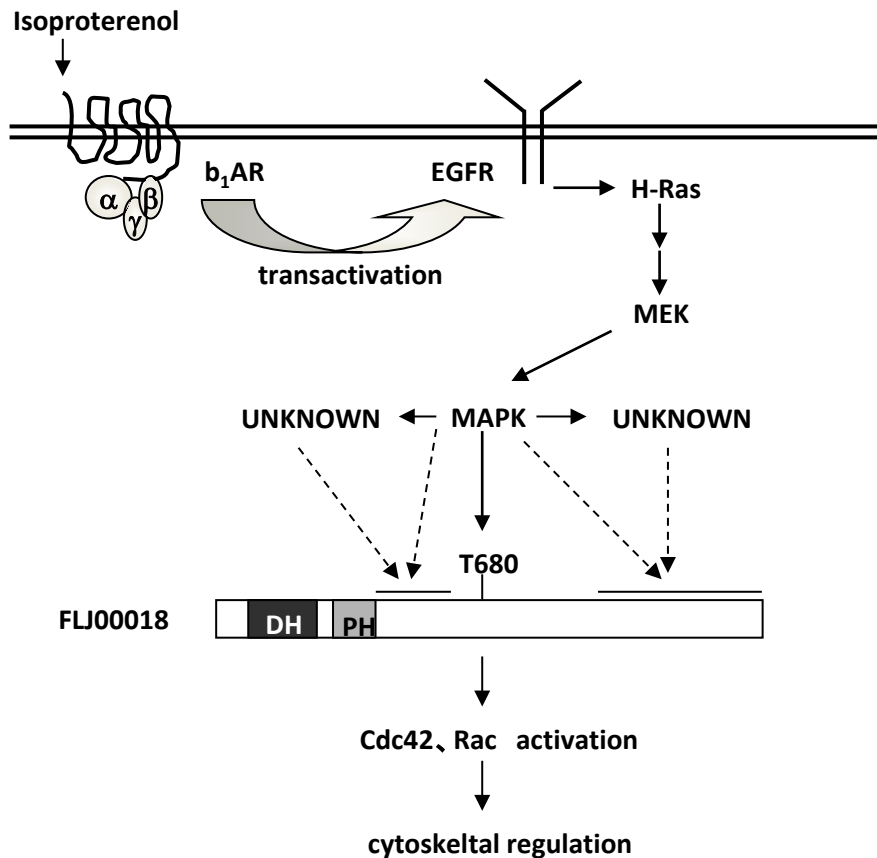 Isoproterenol
b₁AR
EGFR
α
β
γ
H-Ras
transactivation
MEK
UNKNOWN
MAPK
UNKNOWN
T680
FLJ00018
DH
PH
Cdc42、Rac activation
cytoskeltal regulation